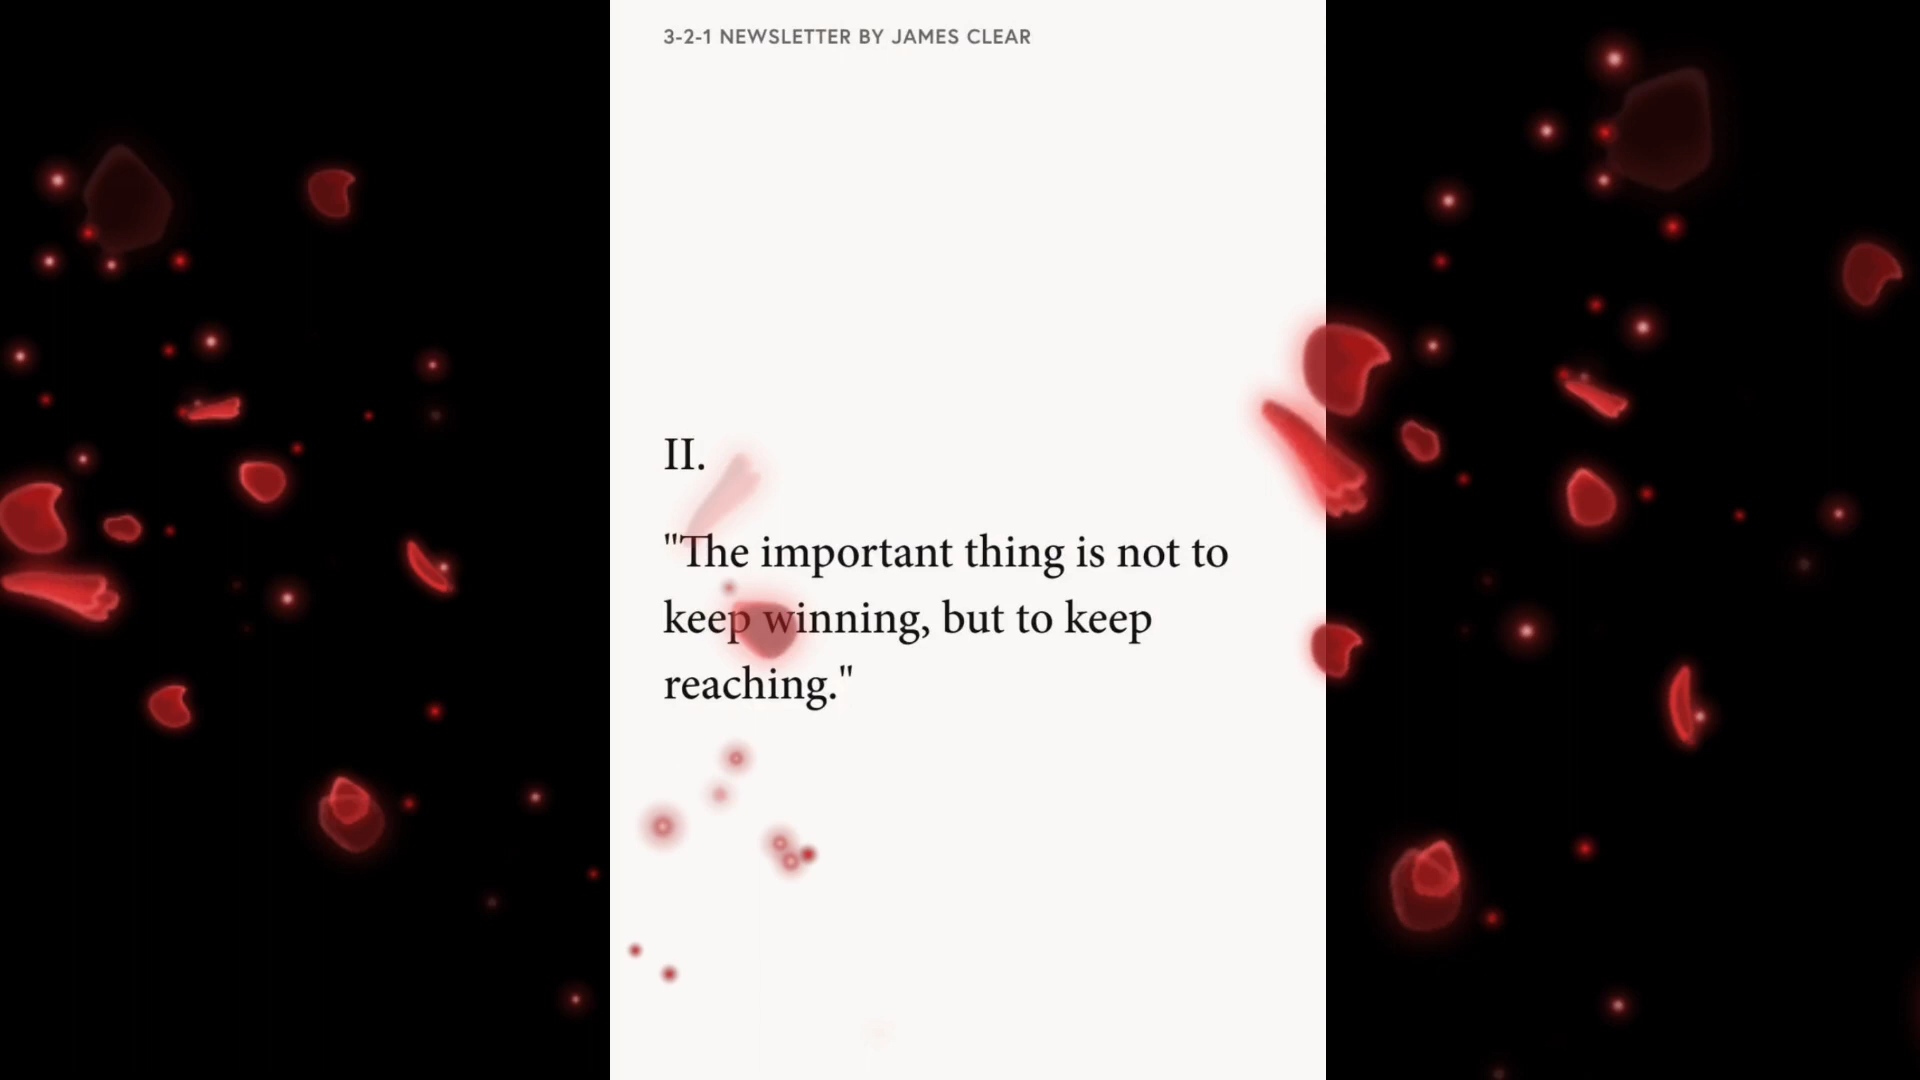 3-2-1 NEWSLETTER BY JAMES CLEAR
II.
"The important thing is not to
keep winning, but to keep
reaching."